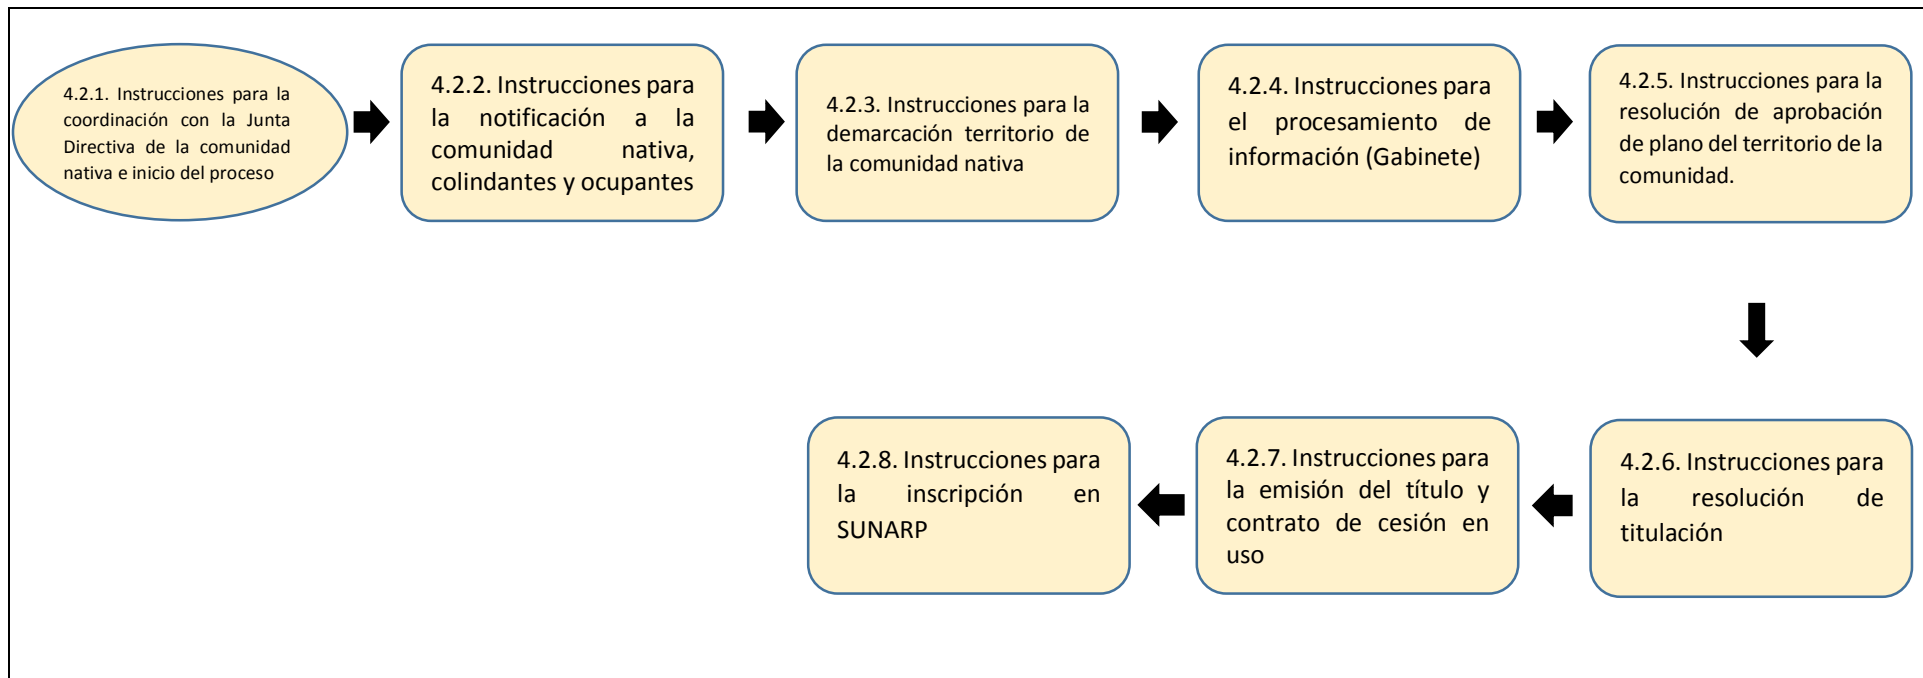 4.2.1. Instrucciones para la
coordinación con la Junta
Directiva de la comunidad
nativa e inicio del proceso
4.2.2. Instrucciones para
la notificación a la
comunidad nativa,
colindantes y ocupantes
4.2.3. Instrucciones para la
demarcación territorio de
la comunidad nativa
4.2.4. Instrucciones para
el procesamiento de
información (Gabinete)
4.2.5. Instrucciones para la
resolución de aprobación
de plano del territorio de la
comunidad.
4.2.6. Instrucciones para
la resolución de
titulación
4.2.7. Instrucciones para
la emisión del título y
contrato de cesión en
uso
4.2.8. Instrucciones para
la inscripción en
SUNARP